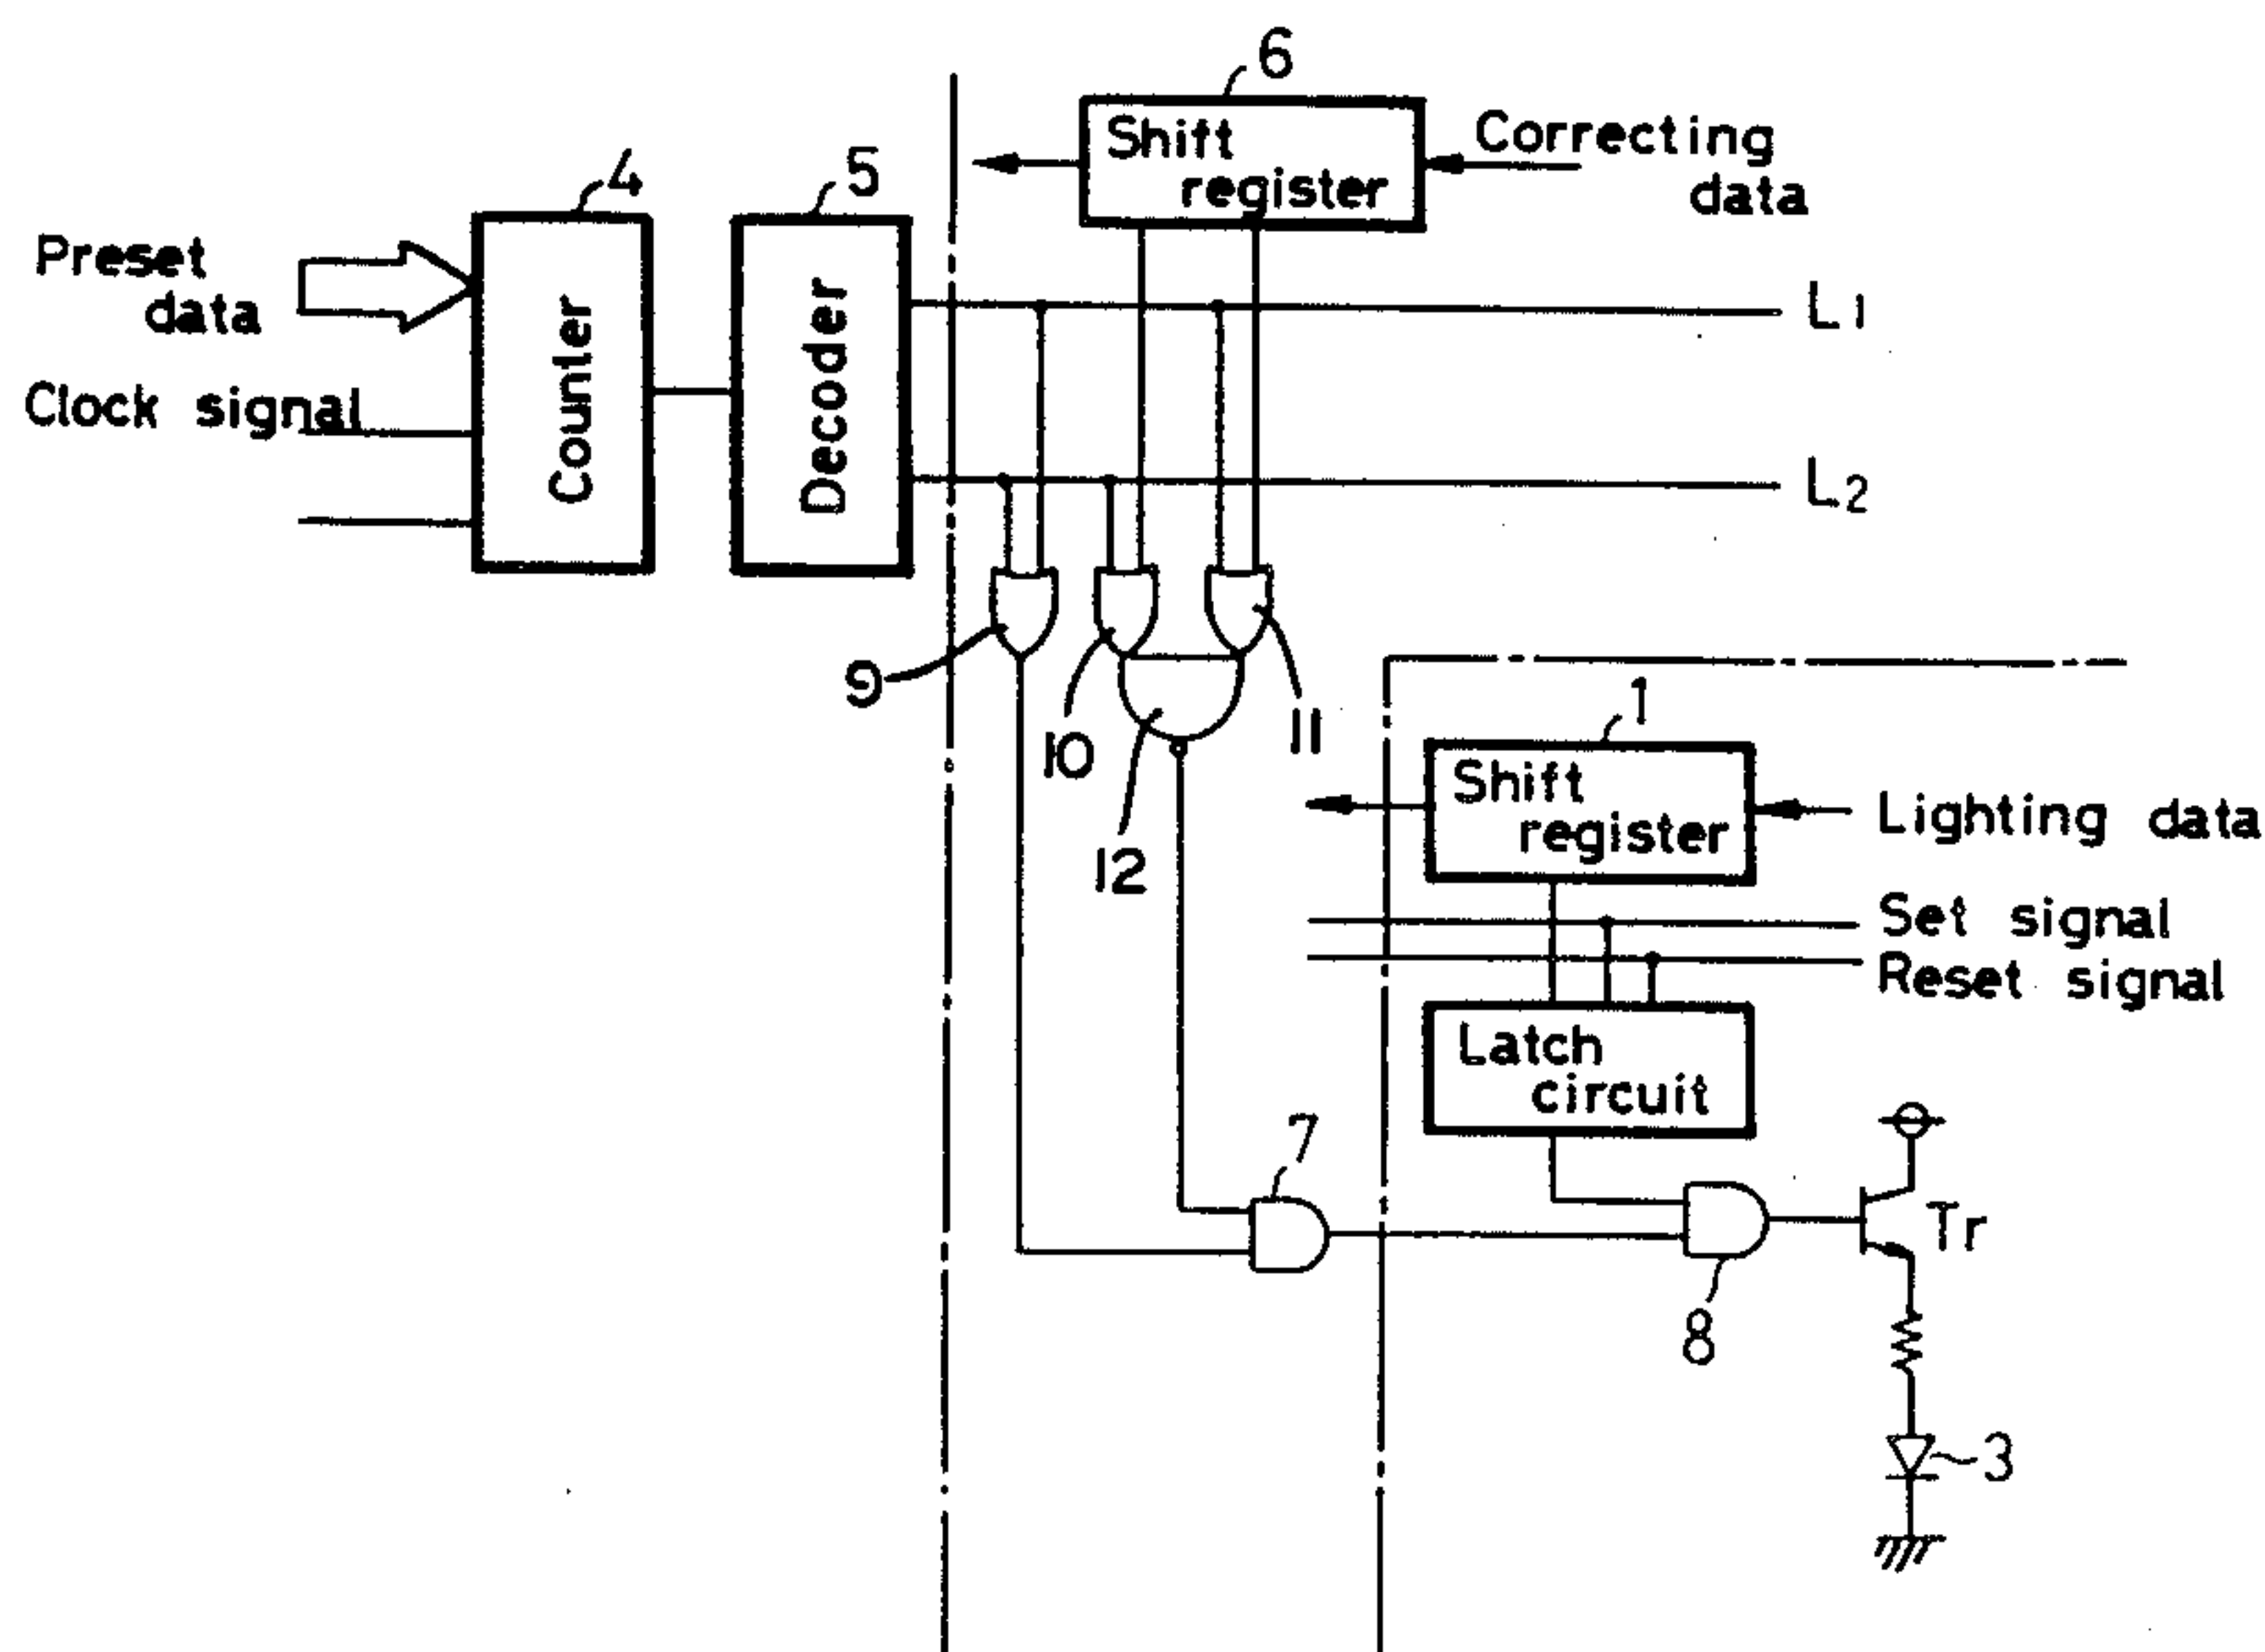 6
Shift
register
Correcting
data
4
5
Preset
data
Clock signal
Counter
Decoder
L1
L2
9
10
11
12
1
Shift
register
Lighting data
Set signal
Reset signal
Latch
circuit
7
8
Tr
3